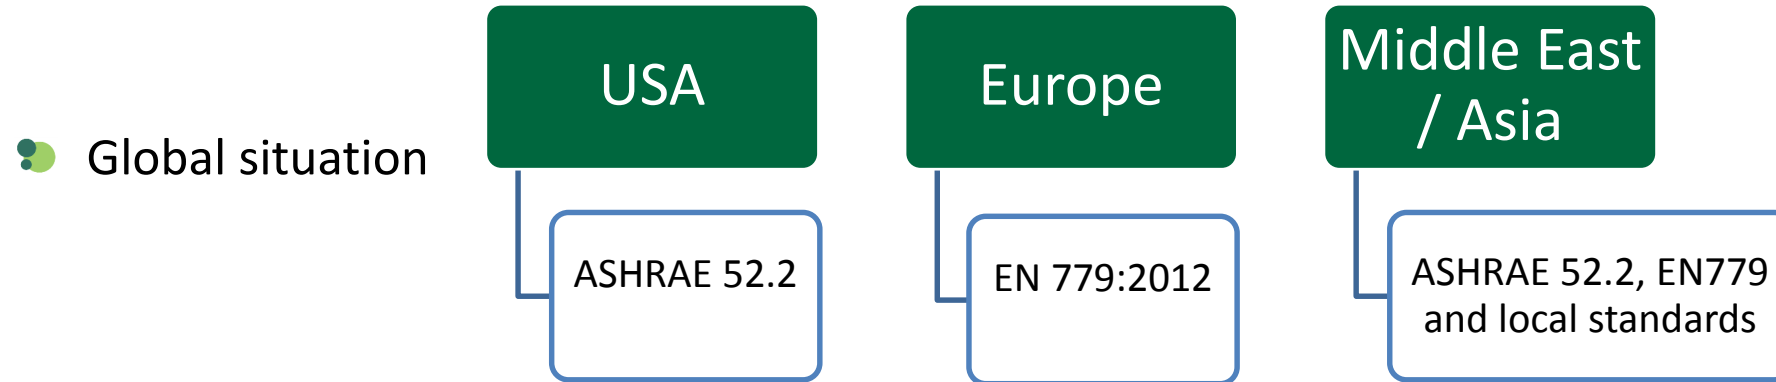 Global situation
USA
ASHRAE 52.2
Europe
EN 779:2012
Middle East
/ Asia
ASHRAE 52.2, EN779
and local standards